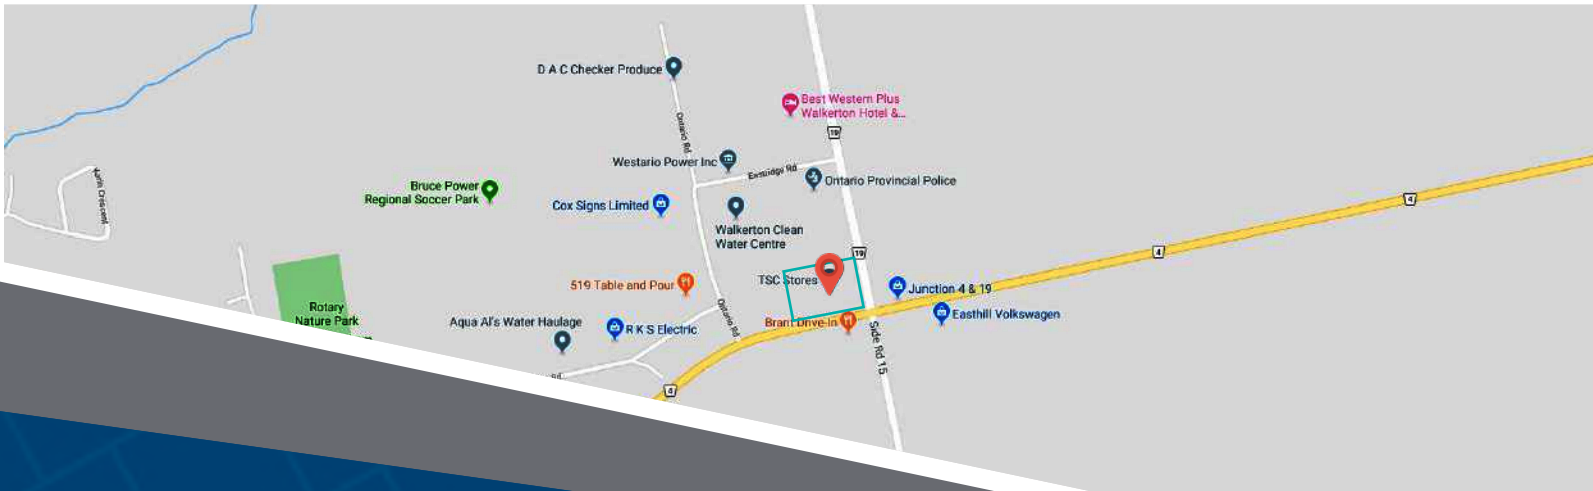 D A C Checker Produce
Best Western Plus
Walkerton Hotel &...
Ontario Rd
19
Westario Power Inc
Eastridge Rd
Ontario Provincial Police
Bruce Power
Regional Soccer Park
Cox Signs Limited
4
Walkerton Clean
Water Centre
19
4
TSC Stores
519 Table and Pour
Junction 4 & 19
Rotary
Nature Park
Ontario Rd
Aqua Al's Water Haulage
R K S Electric
Brant Drive-In
Easthill Volkswagen
Side Rd 15
Rd
4